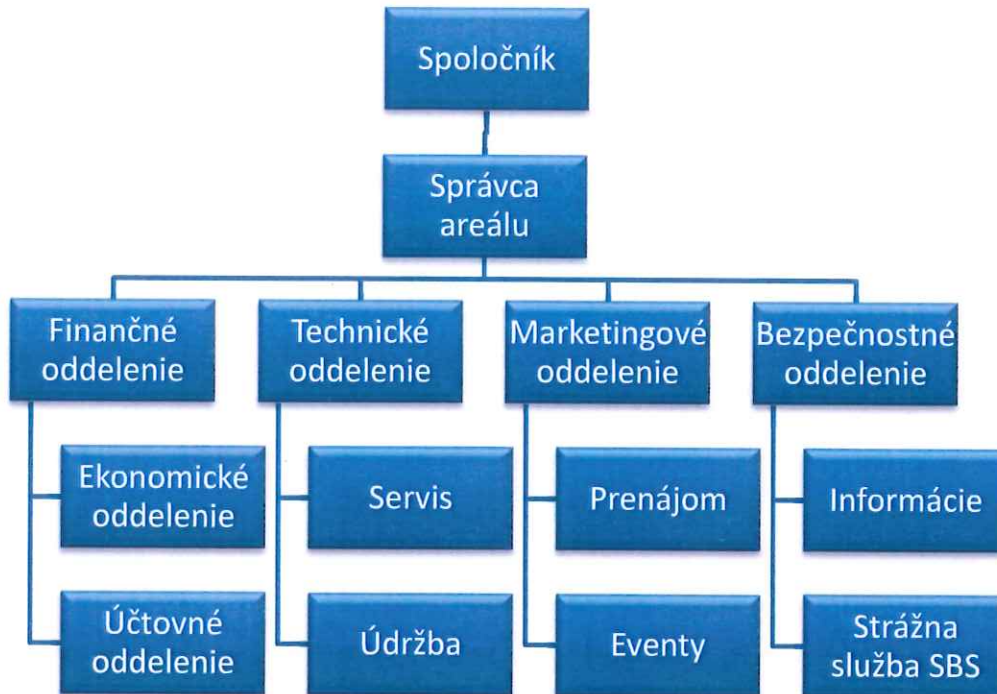 Spoločník
Správca
areálu
Finančné
oddelenie
Technické
oddelenie
Marketingové
oddelenie
Bezpečnostné
oddelenie
Ekonomické
oddelenie
Servis
Prenájom
Informácie
Účtovné
oddelenie
Údržba
Eventy
Strážna
služba SBS